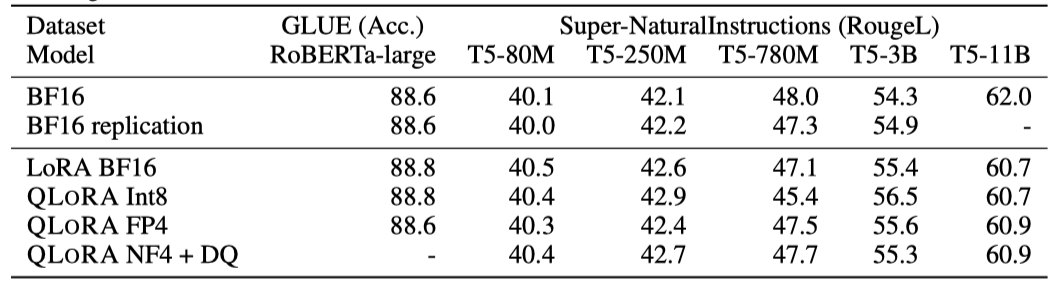 Dataset GLUE (Acc.) Super-NaturalInstructions (RougeL)
Model RoBERTa-large T5-80M T5-250M T5-780M T5-3B T5-11B
BF16 88.6 40.1 42.1 48.0 54.3 62.0
BF16 replication 88.6 40.0 42.2 47.3 54.9 -
LoRA BF16 88.8 40.5 42.6 47.1 55.4 60.7
QLORA Int8 88.8 40.4 42.9 45.4 56.5 60.7
QLORA FP4 88.6 40.3 42.4 47.5 55.6 60.9
QLORA NF4 + DQ - 40.4 42.7 47.7 55.3 60.9